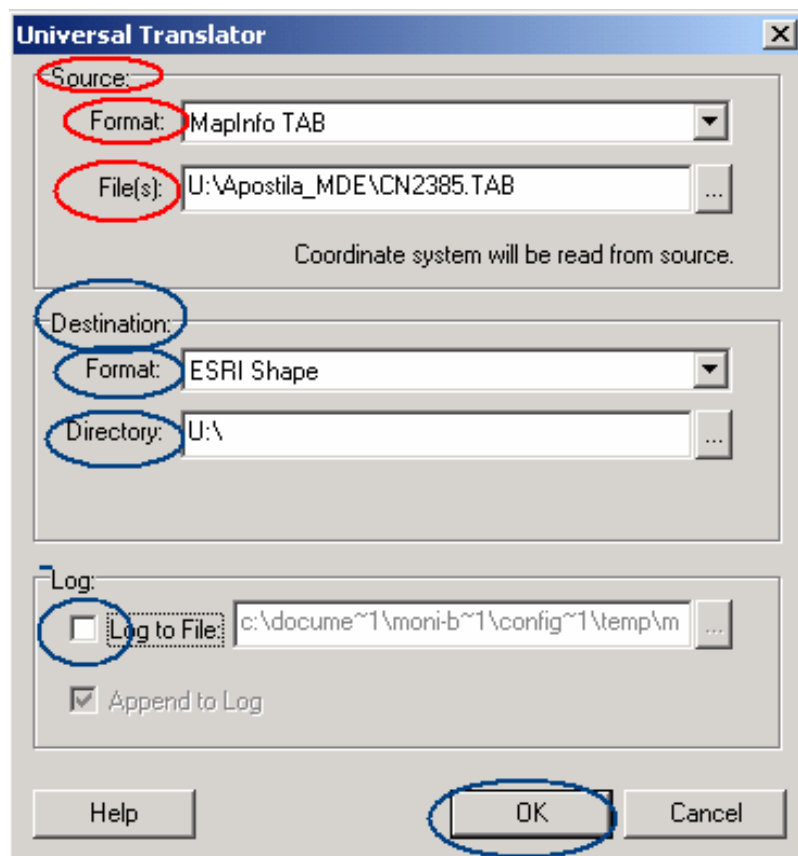 Universal Translator
Source:
Format: MapInfo TAB
File(s): U:\Apostila_MDE\CN2385.TAB ...
Coordinate system will be read from source.
Destination:
Format: ESRI Shape
Directory: U:\ ...
Log:
Log to File: c:\docume~1\moni-b~1\config~1\temp\m ...
Append to Log
Help OK Cancel